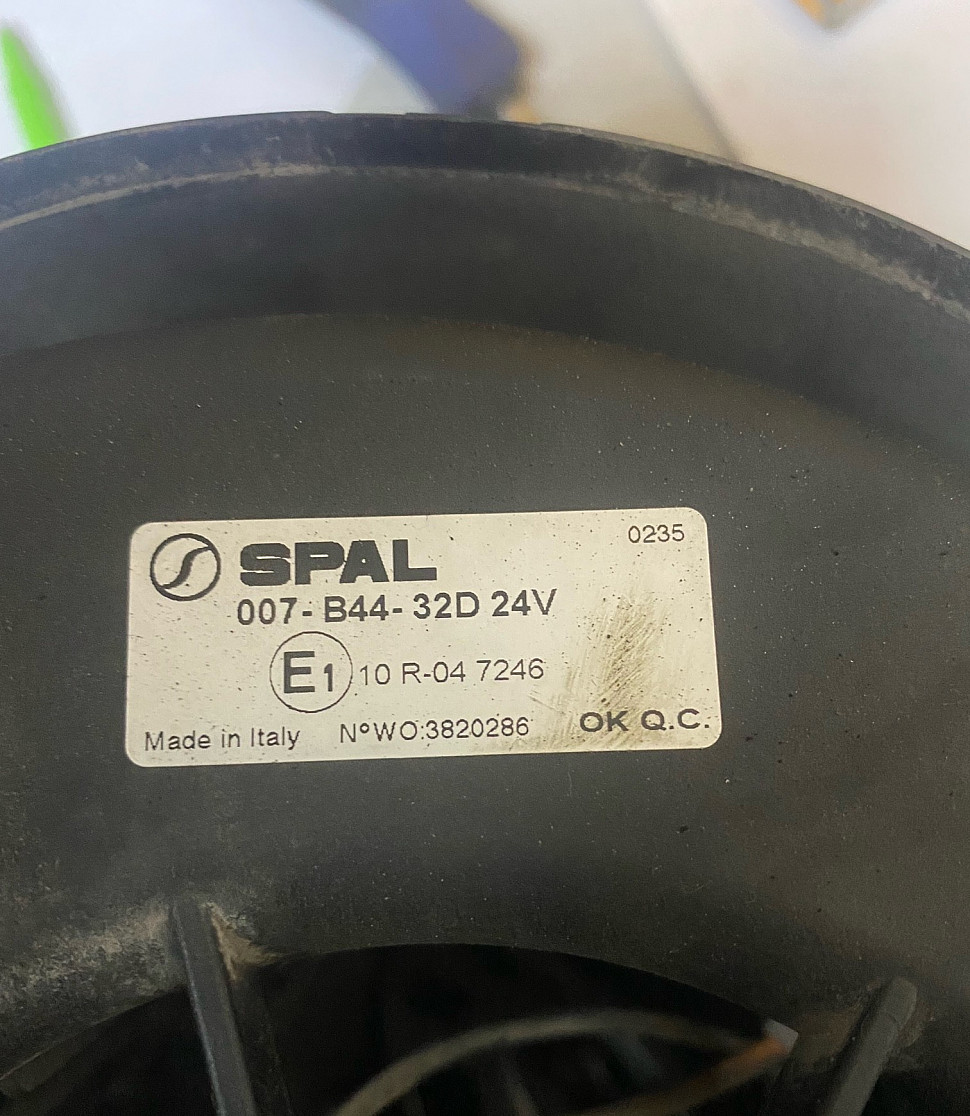 SPAL
0235
007- B44- 32D 24V
E1 10 R-04 7246
Made in Italy N°WO:3820286 OK Q.C.